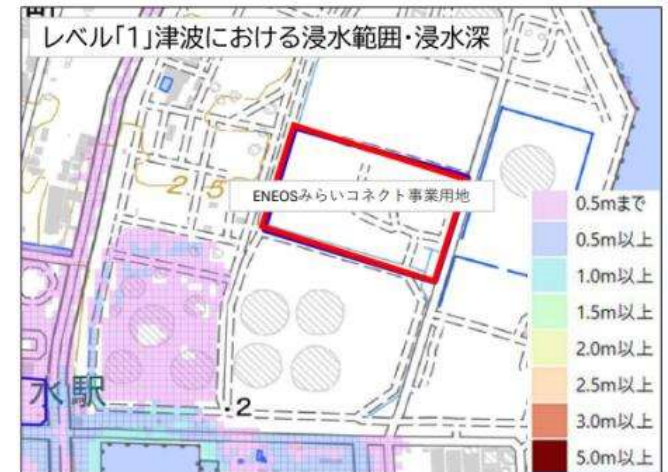 レベル「1」津波における浸水範囲・浸水深
町
25
ENEOSみらいコネクト事業用地
水駅
・2
0.5mまで
0.5m以上
1.0m以上
1.5m以上
2.0m以上
2.5m以上
3.0m以上
5.0m以上